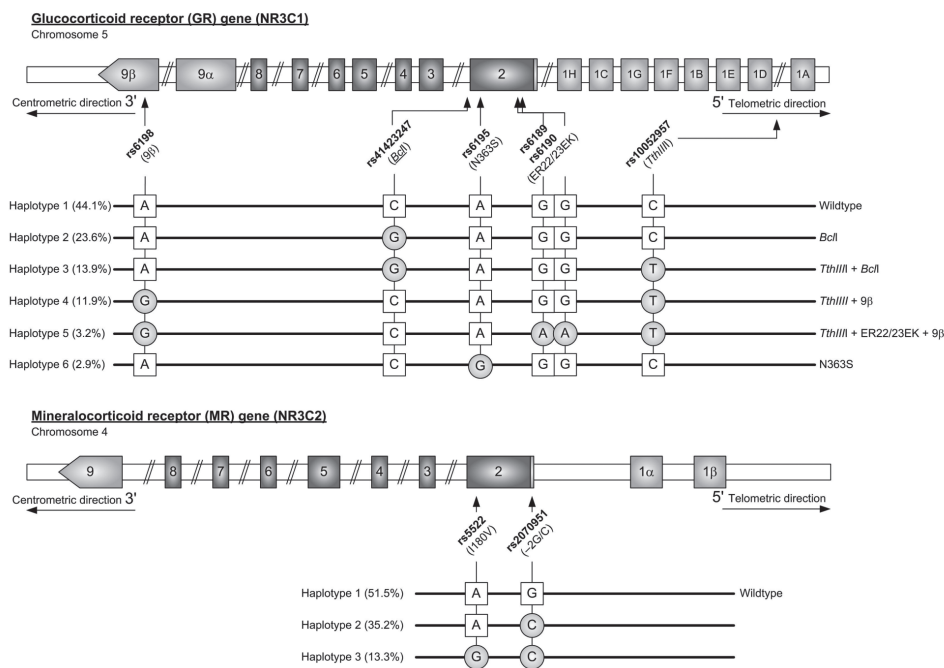 Glucocorticoid receptor (GR) gene (NR3C1)
Chromosome 5
9β 9α 8 7 6 5 4 3 2 1H 1C 1G 1F 1B 1E 1D 1A
Centrometric direction 3' 5' Telometric direction
rs6198
(9β)
rs41423247
(BclI)
rs6195
(N363S)
rs6189
rs6190
(ER22/23EK)
rs10052957
(TthIIII)
Haplotype 1 (44.1%) A C A G G C Wildtype
Haplotype 2 (23.6%) A G A G G C BclI
Haplotype 3 (13.9%) A G A G G T TthIIII + BclI
Haplotype 4 (11.9%) G C A G G T TthIIII + 9β
Haplotype 5 (3.2%) G C A A A T TthIIII + ER22/23EK + 9β
Haplotype 6 (2.9%) A C G G G C N363S
Mineralocorticoid receptor (MR) gene (NR3C2)
Chromosome 4
9 8 7 6 5 4 3 2 1α 1β
Centrometric direction 3' 5' Telometric direction
rs5522
(I180V)
rs2070951
(–2G/C)
Haplotype 1 (51.5%) A G Wildtype
Haplotype 2 (35.2%) A C
Haplotype 3 (13.3%) G C